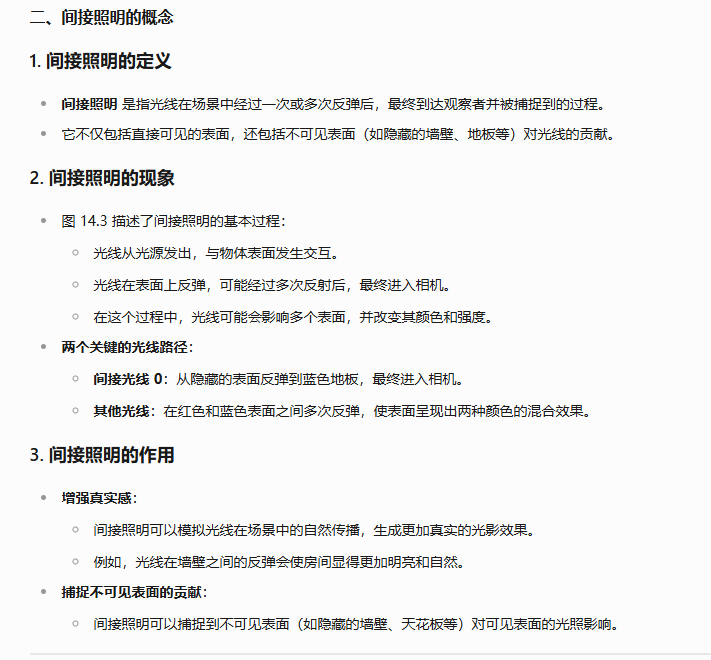 二、间接照明的概念
1. 间接照明的定义
间接照明 是指光线在场景中经过一次或多次反弹后，最终到达观察者并被捕捉到的过程。
它不仅包括直接可见的表面，还包括不可见表面（如隐藏的墙壁、地板等）对光线的贡献。
2. 间接照明的现象
图 14.3 描述了间接照明的基本过程：
光线从光源发出，与物体表面发生交互。
光线在表面上反弹，可能经过多次反射后，最终进入相机。
在这个过程中，光线可能会影响多个表面，并改变其颜色和强度。
两个关键的光线路径：
间接光线 0：从隐藏的表面反弹到蓝色地板，最终进入相机。
其他光线：在红色和蓝色表面之间多次反弹，使表面呈现出两种颜色的混合效果。
3. 间接照明的作用
增强真实感：
间接照明可以模拟光线在场景中的自然传播，生成更加真实的光影效果。
例如，光线在墙壁之间的反弹会使房间显得更加明亮和自然。
捕捉不可见表面的贡献：
间接照明可以捕捉到不可见表面（如隐藏的墙壁、天花板等）对可见表面的光照影响。